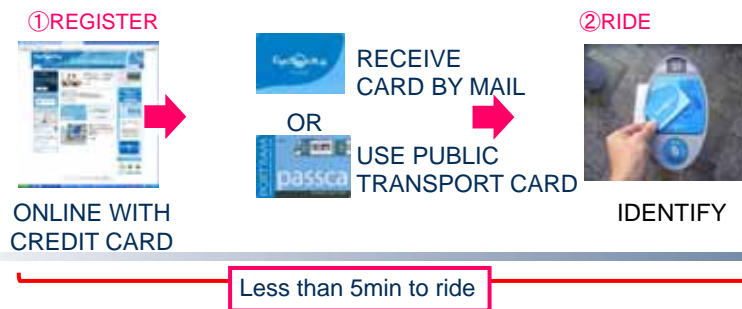 ①REGISTER
②RIDE
RECEIVE
CARD BY MAIL
OR
passca
USE PUBLIC
TRANSPORT CARD
ONLINE WITH
CREDIT CARD
IDENTIFY
Less than 5min to ride